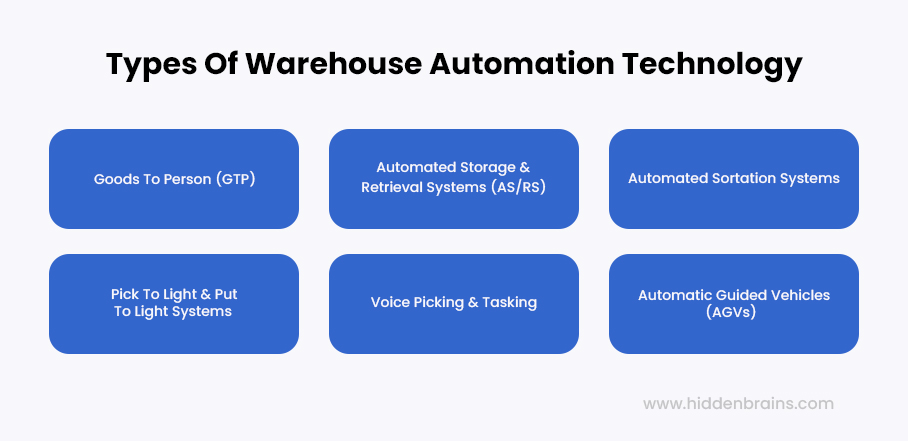 Types Of Warehouse Automation Technology
Goods To Person (GTP)
Automated Storage &
Retrieval Systems (AS/RS)
Automated Sortation Systems
Pick To Light & Put
To Light Systems
Voice Picking & Tasking
Automatic Guided Vehicles
(AGVs)
www.hiddenbrains.com